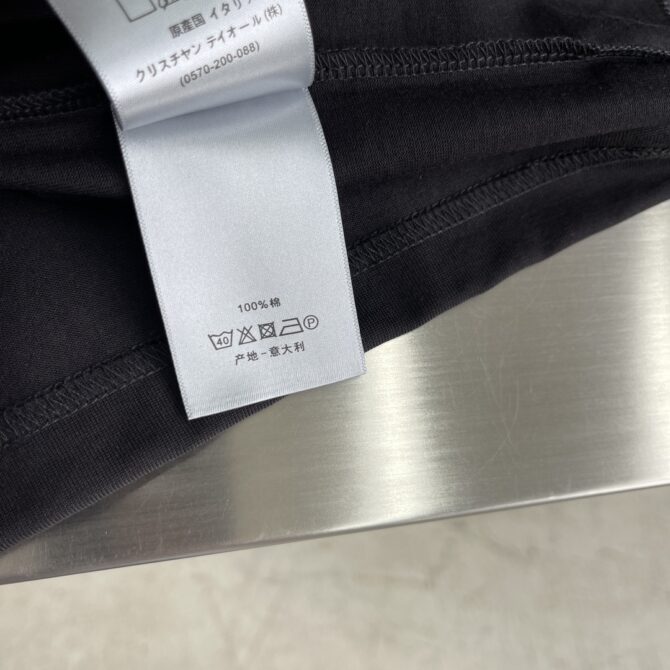 原産国 イタリア
クリスチャン デイオール(株)
(0570-200-088)
100%棉
40 P
产地-意大利